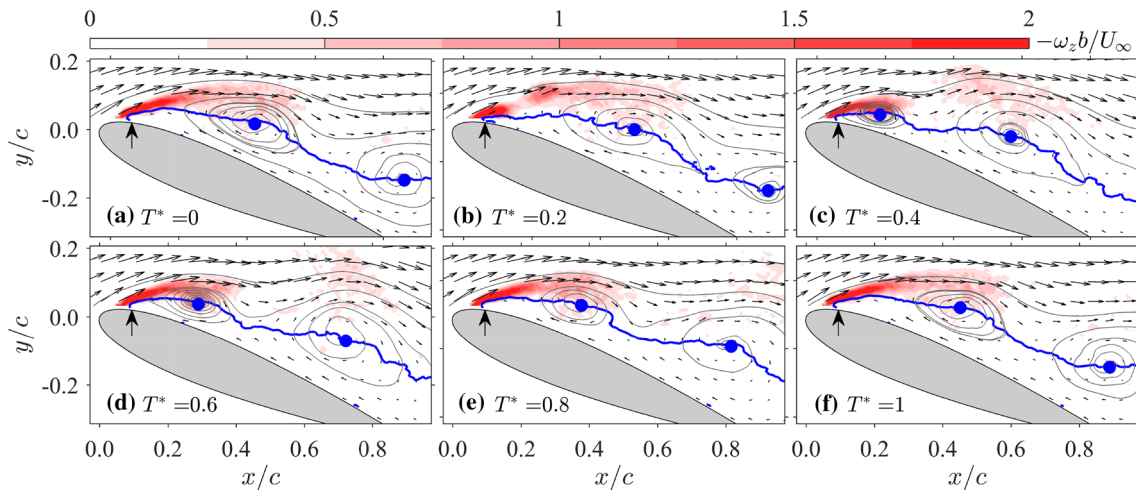 0 0.5 1 1.5 2
−ω_z b/U_∞
0.2
0.0
-0.2
y/c
(a) T* =0
(b) T* =0.2
(c) T* =0.4
0.2
0.0
-0.2
y/c
(d) T* =0.6
(e) T* =0.8
(f) T* =1
0.0 0.2 0.4 0.6 0.8
0.0 0.2 0.4 0.6 0.8
0.0 0.2 0.4 0.6 0.8
x/c
x/c
x/c